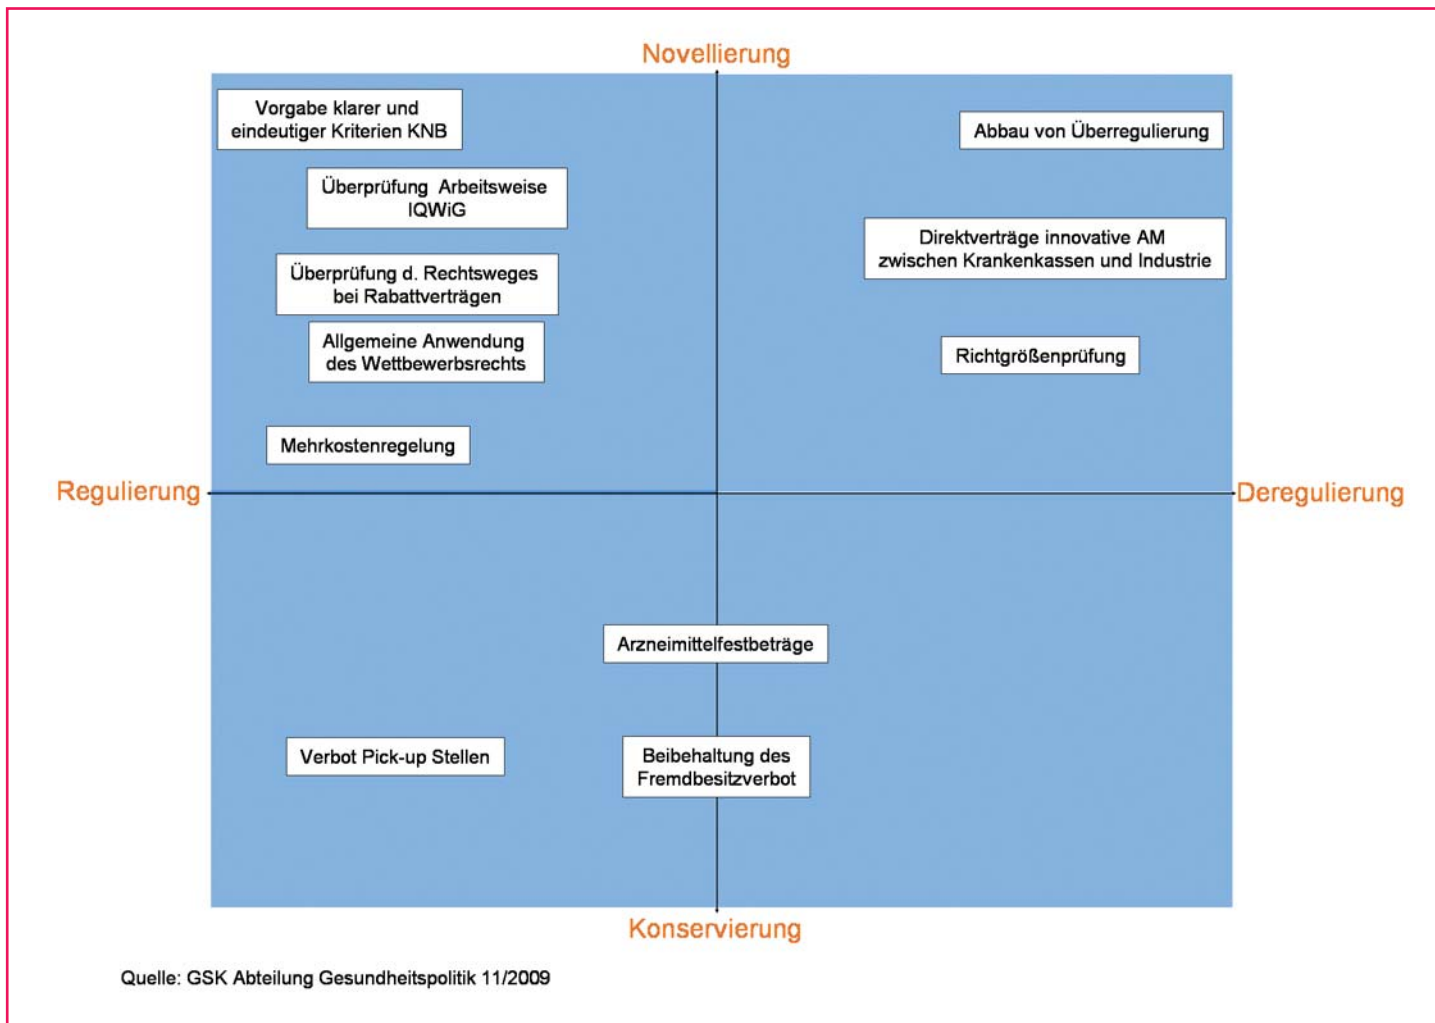 Novellierung
Vorgabe klarer und
eindeutiger Kriterien KNB
Abbau von Überregulierung
Überprüfung Arbeitsweise
IQWiG
Direktverträge innovative AM
zwischen Krankenkassen und Industrie
Überprüfung d. Rechtsweges
bei Rabattverträgen
Allgemeine Anwendung
des Wettbewerbsrechts
Richtgrößenprüfung
Mehrkostenregelung
Regulierung
Deregulierung
Arzneimittelfestbeträge
Verbot Pick-up Stellen
Beibehaltung des
Fremdbesitzverbot
Konservierung
Quelle: GSK Abteilung Gesundheitspolitik 11/2009